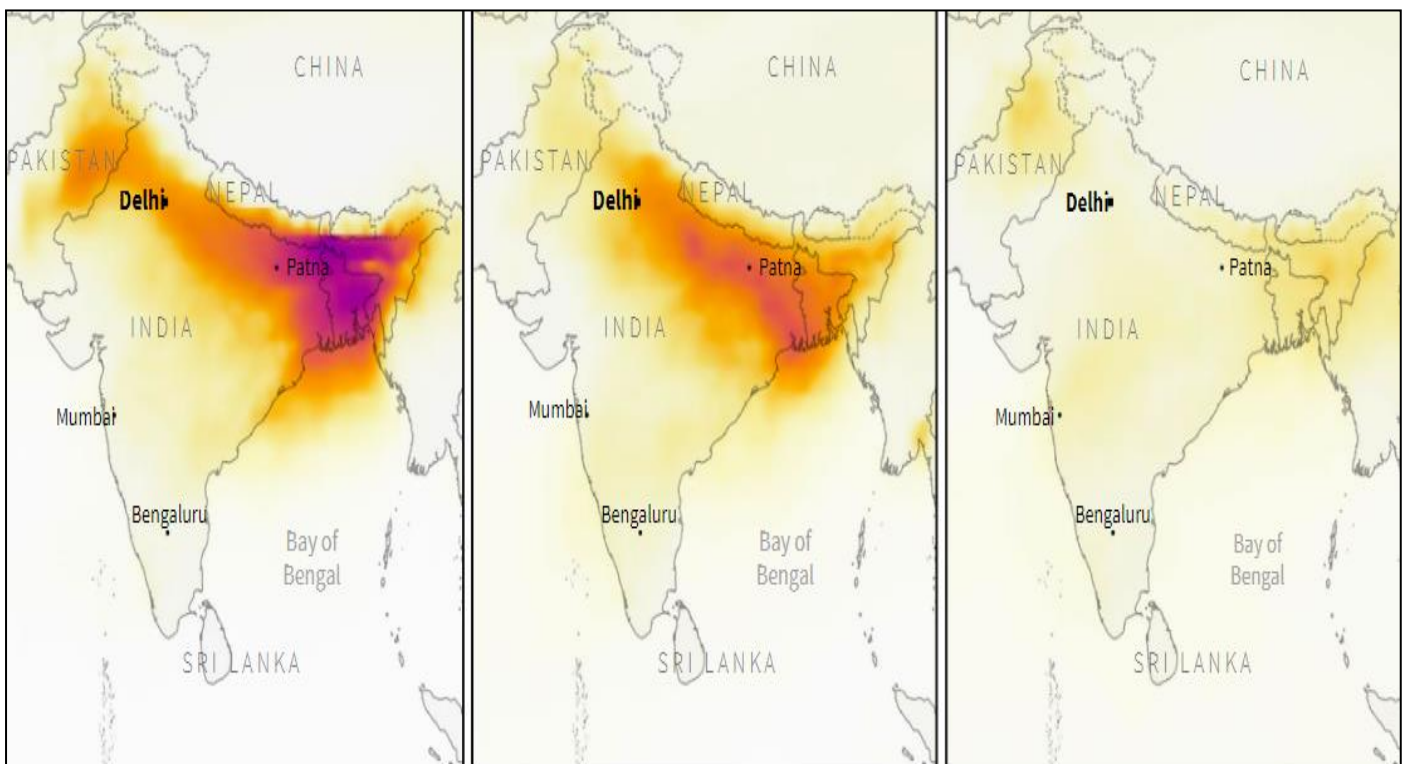 CHINA
PAKISTAN
Delhi
NEPAL
Patna
INDIA
Mumbai
Bengaluru
Bay of
Bengal
SRI LANKA
CHINA
PAKISTAN
Delhi
NEPAL
Patna
INDIA
Mumbai
Bengaluru
Bay of
Bengal
SRI LANKA
CHINA
PAKISTAN
Delhi
NEPAL
Patna
INDIA
Mumbai
Bengaluru
Bay of
Bengal
SRI LANKA